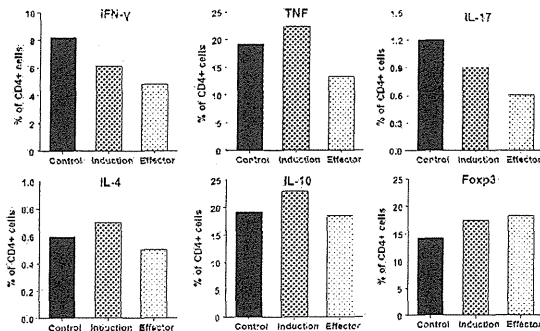 IFN-γ
TNF
IL-17
% of CD4+ cells
10
8
6
4
2
0
Control Induction Effector
% of CD4+ cells
25
20
15
10
5
0
Control Induction Effector
% of CD4+ cells
1.5
1.2
0.9
0.6
0.3
0.0
Control Induction Effector
IL-4
IL-10
Foxp3
% of CD4+ cells
1.0
0.8
0.6
0.4
0.2
0.0
Control Induction Effector
% of CD4+ cells
25
20
15
10
5
0
Control Induction Effector
% of CD4+ cells
25
20
15
10
5
0
Control Induction Effector